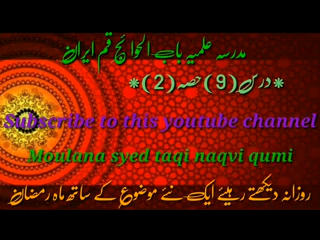 مدرسہ علمیہ باب الحوائج قم ایران
*درس(9)حصہ(2)*
Subscribe to this youtube channel
Moulana syed taqi naqvi qumi
روزانہ دیکھتے رہیئے ایک نئے موضوع کے ساتھ ماہ رمضان